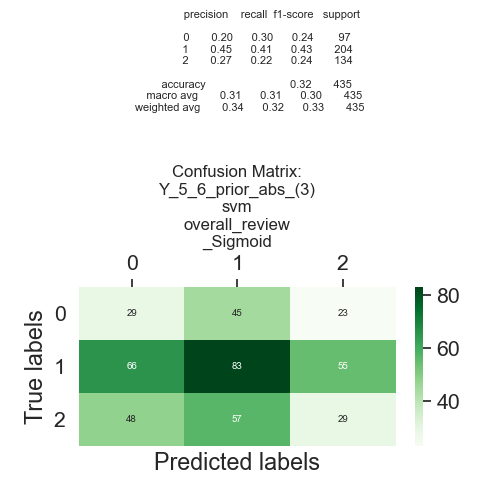 precision recall f1-score support
0 0.20 0.30 0.24 97
1 0.45 0.41 0.43 204
2 0.27 0.22 0.24 134
accuracy 0.32 435
macro avg 0.31 0.31 0.30 435
weighted avg 0.34 0.32 0.33 435
Confusion Matrix:
Y_5_6_prior_abs_(3)
svm
overall_review
_Sigmoid
0 1 2
0 29 45 23
1 66 83 55
2 48 57 29
True labels
Predicted labels
80
60
40